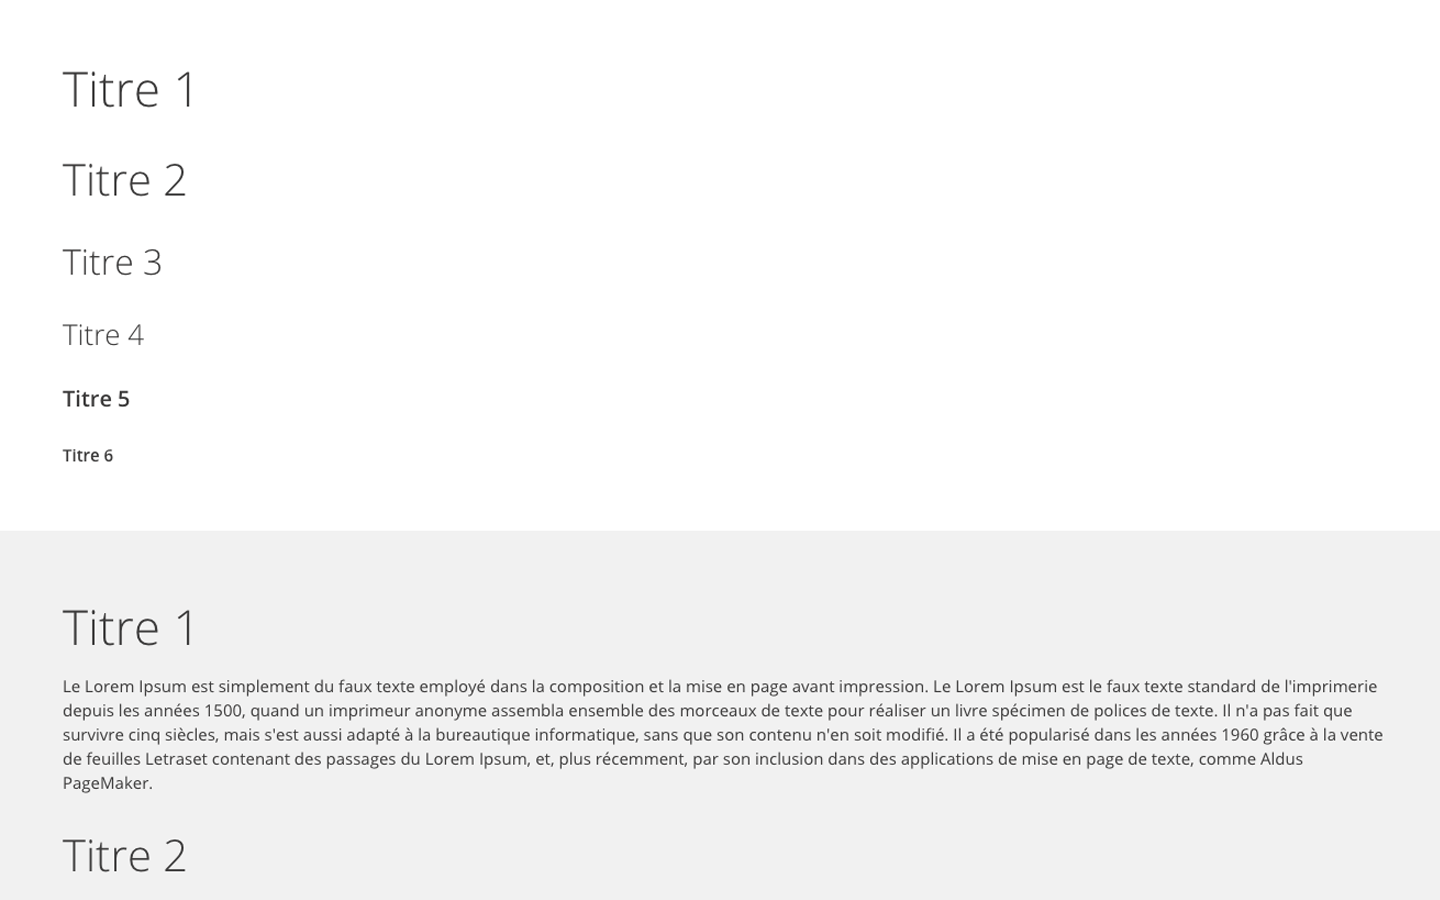 Titre 1
Titre 2
Titre 3
Titre 4
Titre 5
Titre 6
Titre 1
Le Lorem Ipsum est simplement du faux texte employé dans la composition et la mise en page avant impression. Le Lorem Ipsum est le faux texte standard de l'imprimerie
depuis les années 1500, quand un imprimeur anonyme assembla ensemble des morceaux de texte pour réaliser un livre spécimen de polices de texte. Il n'a pas fait que
survivre cinq siècles, mais s'est aussi adapté à la bureautique informatique, sans que son contenu n'en soit modifié. Il a été popularisé dans les années 1960 grâce à la vente
de feuilles Letraset contenant des passages du Lorem Ipsum, et, plus récemment, par son inclusion dans des applications de mise en page de texte, comme Aldus
PageMaker.
Titre 2